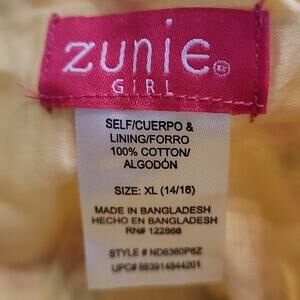 zunie®
GIRL
SELF/CUERPO &
LINING/FORRO
100% COTTON/
ALGODÓN
SIZE: XL (14/16)
MADE IN BANGLADESH
HECHO EN BANGLADESH
RN# 122866
STYLE # ND6360P8Z
UPC# 883914844201